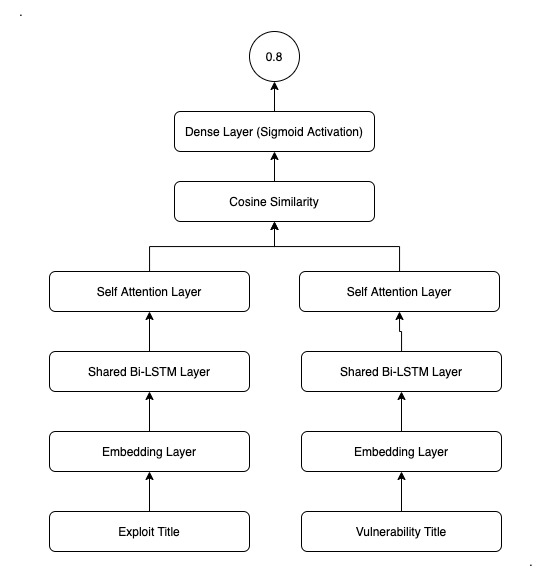 0.8
Dense Layer (Sigmoid Activation)
Cosine Similarity
Self Attention Layer
Self Attention Layer
Shared Bi-LSTM Layer
Shared Bi-LSTM Layer
Embedding Layer
Embedding Layer
Exploit Title
Vulnerability Title